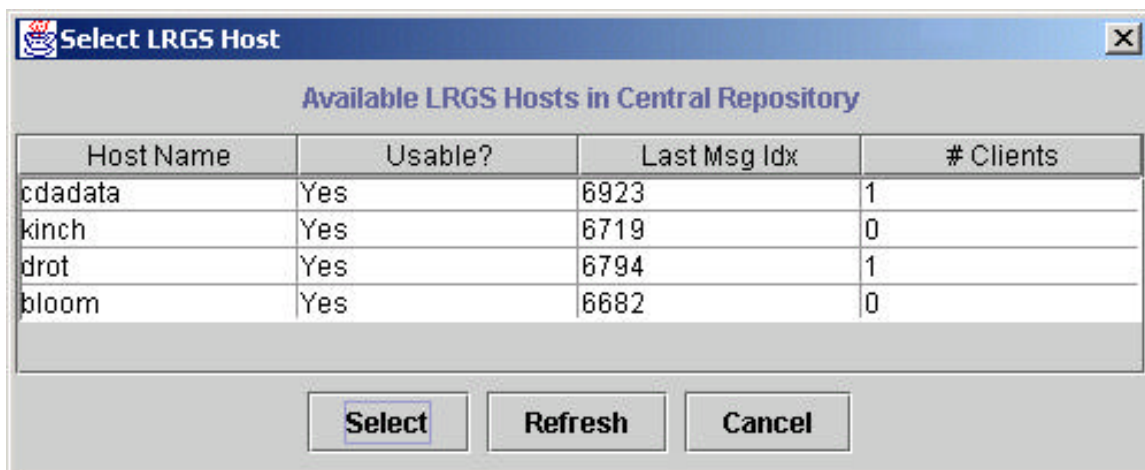 Select LRGS Host
Available LRGS Hosts in Central Repository
Host Name Usable? Last Msg Idx # Clients
cdadata Yes 6923 1
kinch Yes 6719 0
drot Yes 6794 1
bloom Yes 6682 0
Select Refresh Cancel